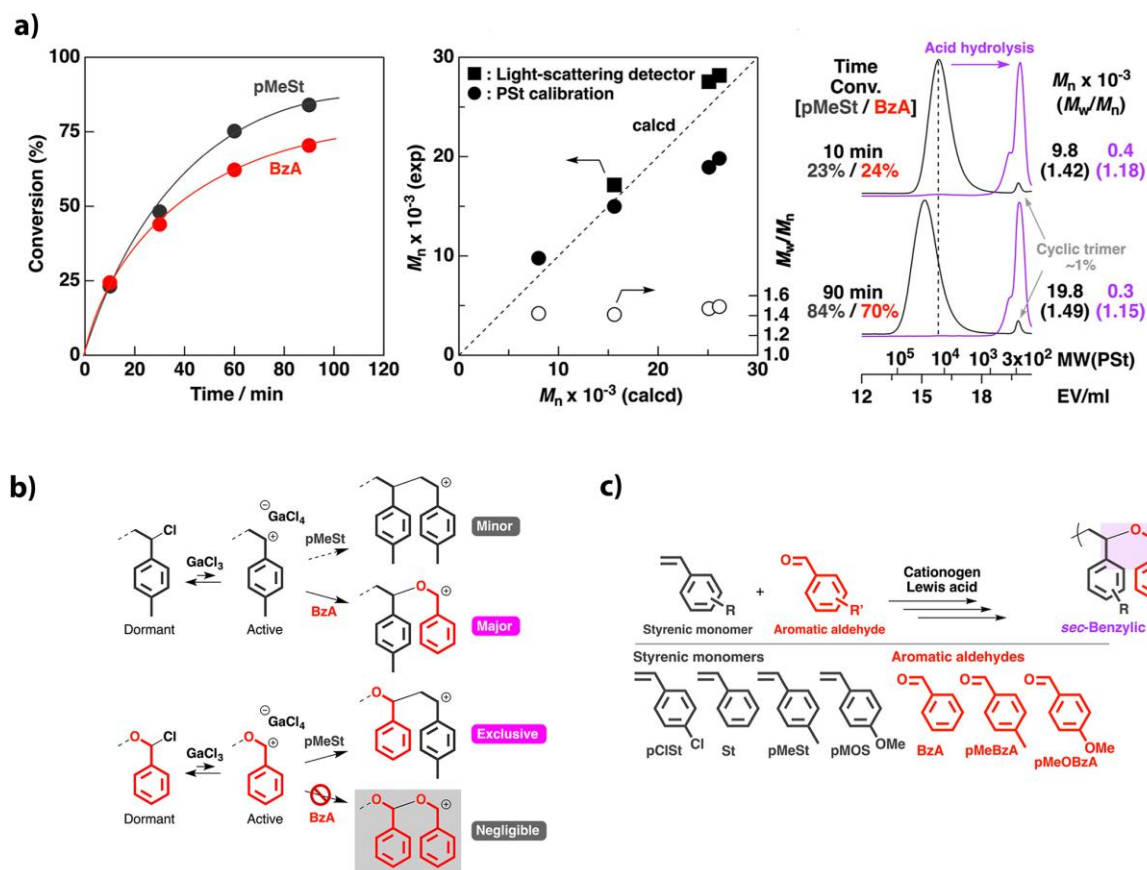 a)
100
75
50
25
0
Conversion (%)
pMeSt
BzA
0 20 40 60 80 100 120 140
Time / min
30
20
10
0
Mn x 10-3 (exp)
■ : Light-scattering detector
● : PSt calibration
calcd
Mw/Mn
1.6
1.4
1.2
1.0
0 10 20 30
Mn x 10-3 (calcd)
Acid hydrolysis
Time
Conv.
[pMeSt / BzA]
Mn x 10-3
(Mw/Mn)
10 min
23% / 24%
9.8 0.4
(1.42) (1.18)
Cyclic trimer
~1%
90 min
84% / 70%
19.8 0.3
(1.49) (1.15)
10⁵ 10⁴ 10³ 3x10² MW(PSt)
12 15 18 EV/ml
b)
Cl
GaCl3
Dormant
⊖
GaCl4
⊕
Active
pMeSt
BzA
⊕
Minor
O
⊕
Major
O Cl
GaCl3
Dormant
⊖
GaCl4
O
⊕
Active
pMeSt
BzA
O
⊕
Exclusive
O O
⊕
Negligible
c)
R
Styrenic monomer
+
O
R'
Aromatic aldehyde
Cationogen
Lewis acid
O
R
sec-Benzylic
Styrenic monomers
Aromatic aldehydes
Cl
pClSt
St
pMeSt
OMe
pMOS
O
BzA
O
pMeBzA
O
OMe
pMeOBzA